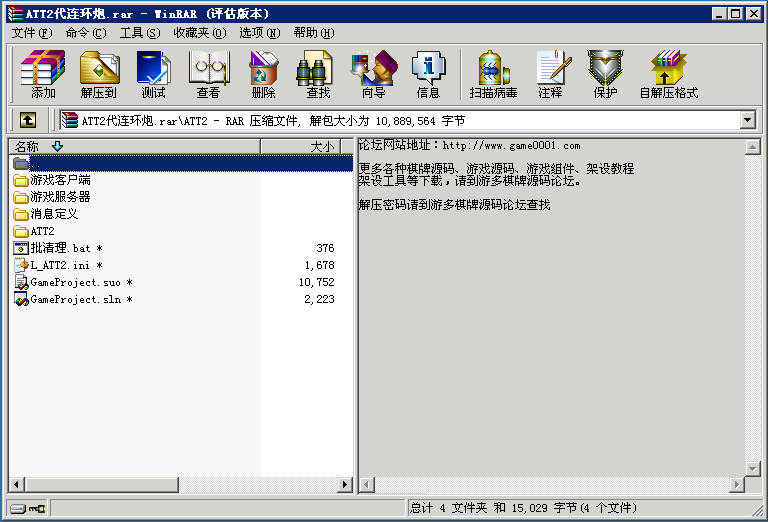 ATT2代连环炮.rar - WinRAR (评估版本)
文件(F) 命令(C) 工具(S) 收藏夹(O) 选项(N) 帮助(H)
添加 解压到 测试 查看 删除 查找 向导 信息 扫描病毒 注释 保护 自解压格式
ATT2代连环炮.rar\ATT2 - RAR 压缩文件, 解包大小为 10,889,564 字节
名称 大小
..
游戏客户端
游戏服务器
消息定义
ATT2
批清理.bat * 376
L_ATT2.ini * 1,678
GameProject.suo * 10,752
GameProject.sln * 2,223
论坛网站地址：http://www.game0001.com
更多各种棋牌源码、游戏源码、游戏组件、架设教程
架设工具等下载，请到游多棋牌源码论坛。
解压密码请到游多棋牌源码论坛查找
总计 4 文件夹 和 15,029 字节(4 个文件)